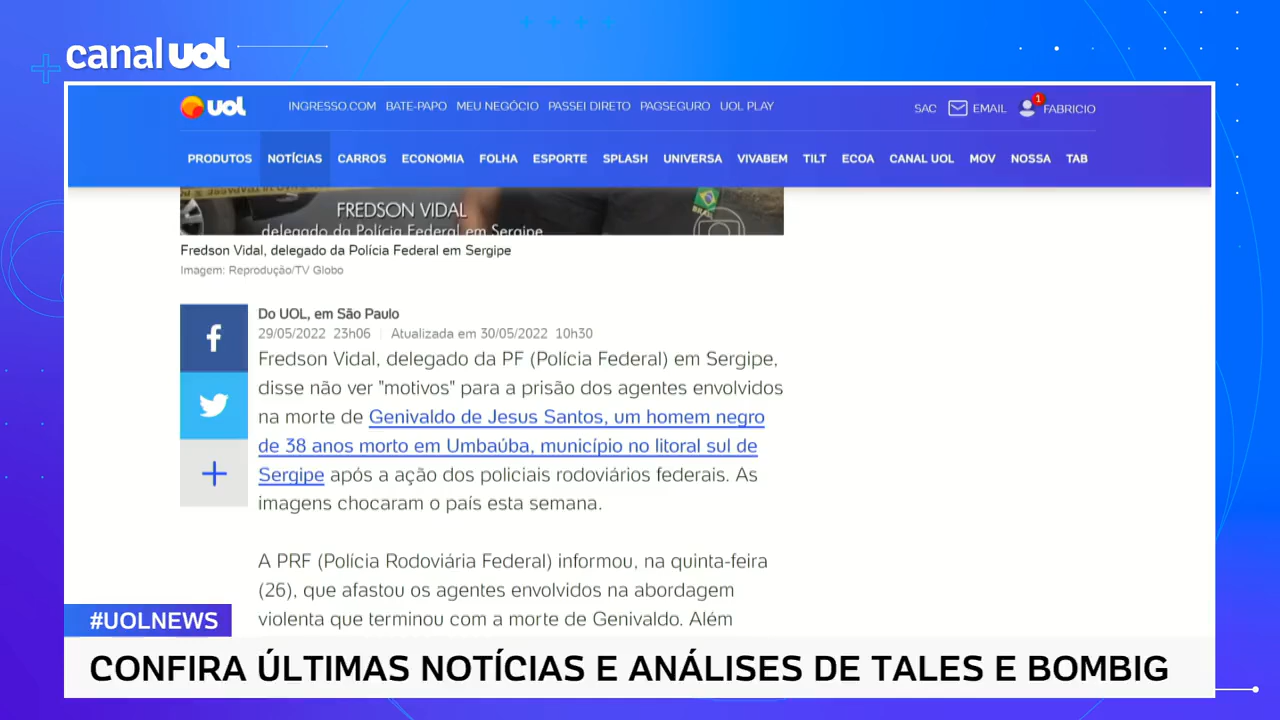 canal UOL
UOL
INGRESSO.COM BATE-PAPO MEU NEGÓCIO PASSEI DIRETO PAGSEGURO UOL PLAY
SAC EMAIL 1 FABRICIO
PRODUTOS NOTÍCIAS CARROS ECONOMIA FOLHA ESPORTE SPLASH UNIVERSA VIVABEM TILT ECOA CANAL UOL MOV NOSSA TAB
FREDSON VIDAL
delegado da Polícia Federal em Sergipe
Fredson Vidal, delegado da Polícia Federal em Sergipe
Imagem: Reprodução/TV Globo
Do UOL, em São Paulo
29/05/2022 23h06 | Atualizada em 30/05/2022 10h30
Fredson Vidal, delegado da PF (Polícia Federal) em Sergipe,
disse não ver "motivos" para a prisão dos agentes envolvidos
na morte de Genivaldo de Jesus Santos, um homem negro
de 38 anos morto em Umbaúba, município no litoral sul de
Sergipe após a ação dos policiais rodoviários federais. As
imagens chocaram o país esta semana.
A PRF (Polícia Rodoviária Federal) informou, na quinta-feira
(26), que afastou os agentes envolvidos na abordagem
violenta que terminou com a morte de Genivaldo. Além
#UOLNEWS
CONFIRA ÚLTIMAS NOTÍCIAS E ANÁLISES DE TALES E BOMBIG